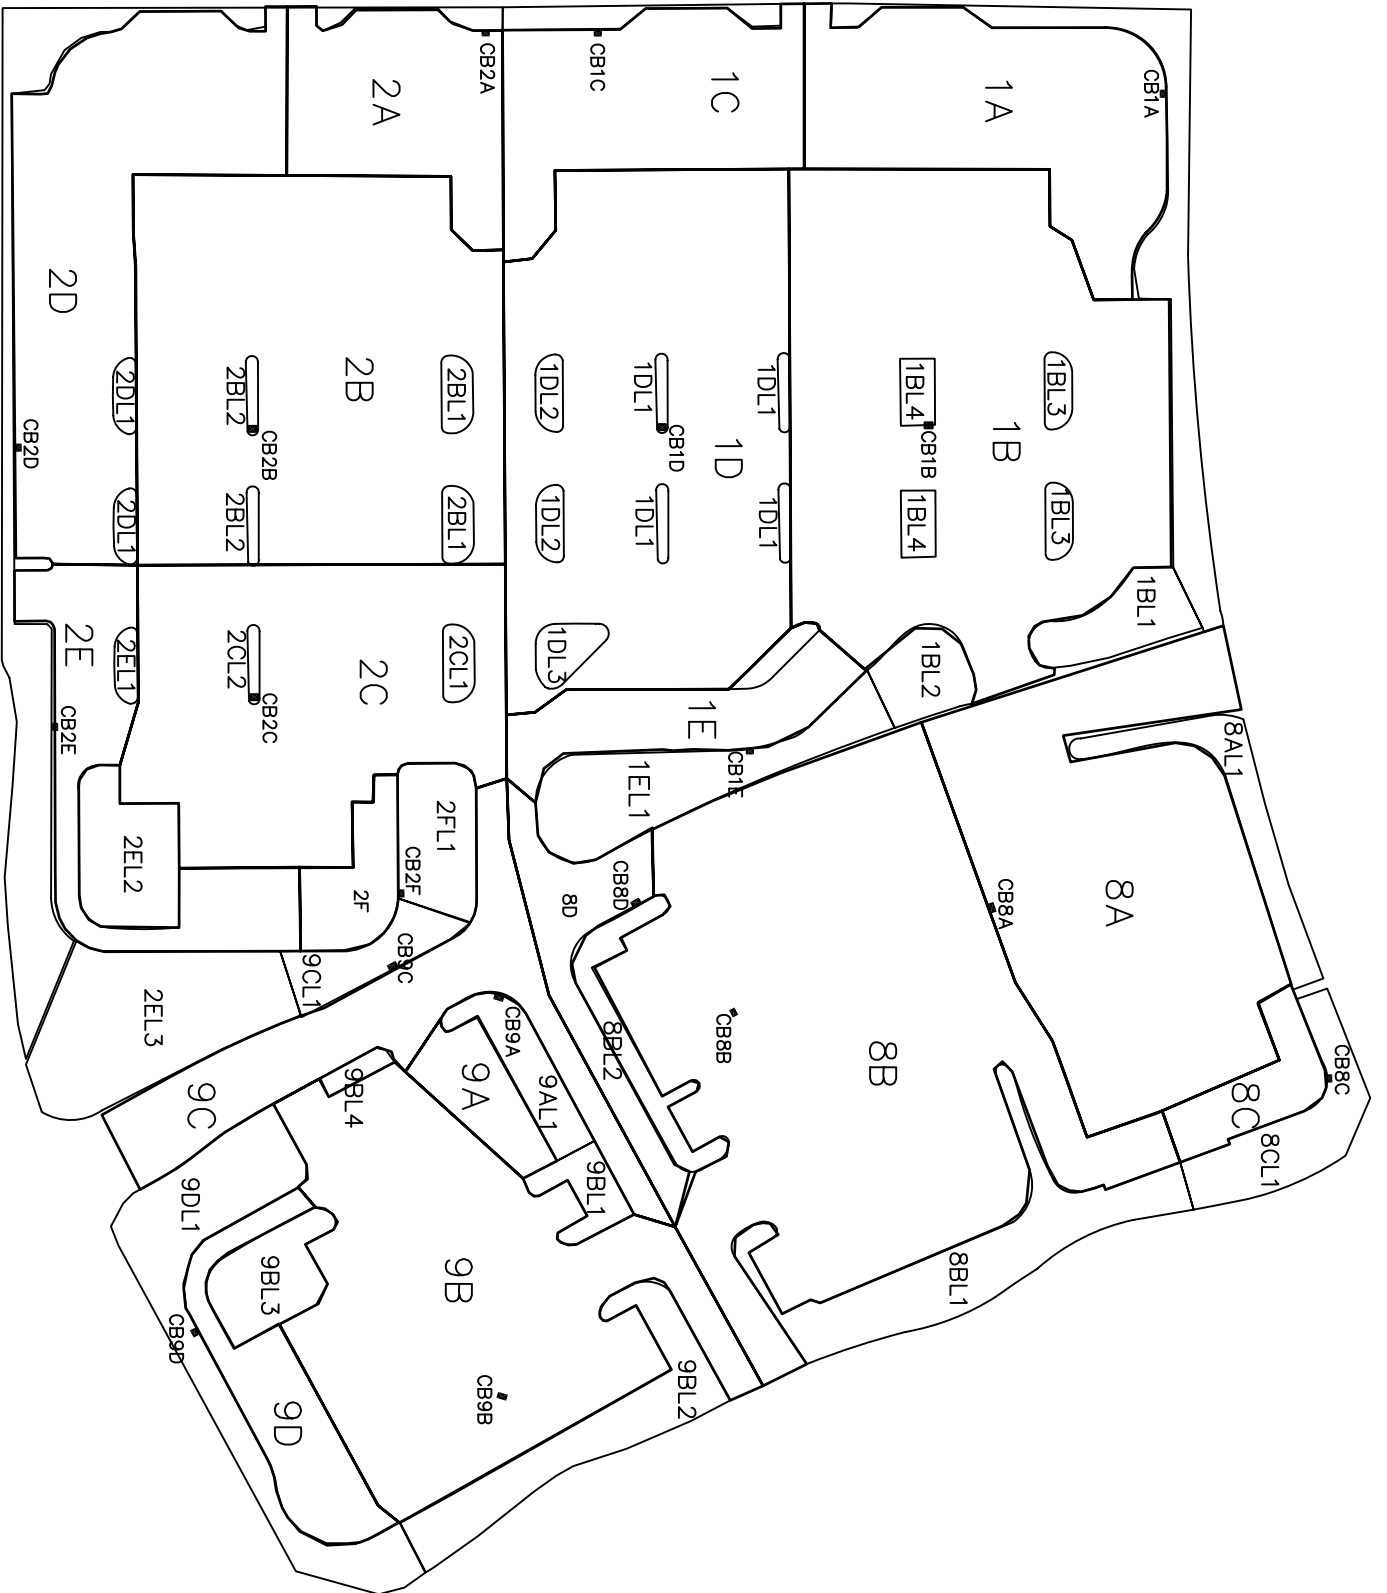 2A
CB2A
CB1C
1C
1A
CB1A
2D
2B
2DL1
2BL2
CB2B
2BL1
1DL2
1DL1
CB1D
1DL1
1D
1BL4
CB1B
1B
1BL3
CB2D
2DL1
2BL2
2BL1
1DL2
1DL1
1DL1
1BL4
1BL3
2E
2EL1
2CL2
CB2C
2C
2CL1
1DL3
1BL2
1BL1
CB2E
1E
CB1E
1EL1
8AL1
2EL2
2FL1
CB2F
2F
8D
CB8D
CB8A
8A
9CL1
CB9C
2EL3
CB9A
9A
9AL1
8BL2
CB8B
8B
CB8C
8C
8CL1
9C
9BL4
9DL1
9BL1
9BL3
9B
8BL1
CB9D
9D
CB9B
9BL2